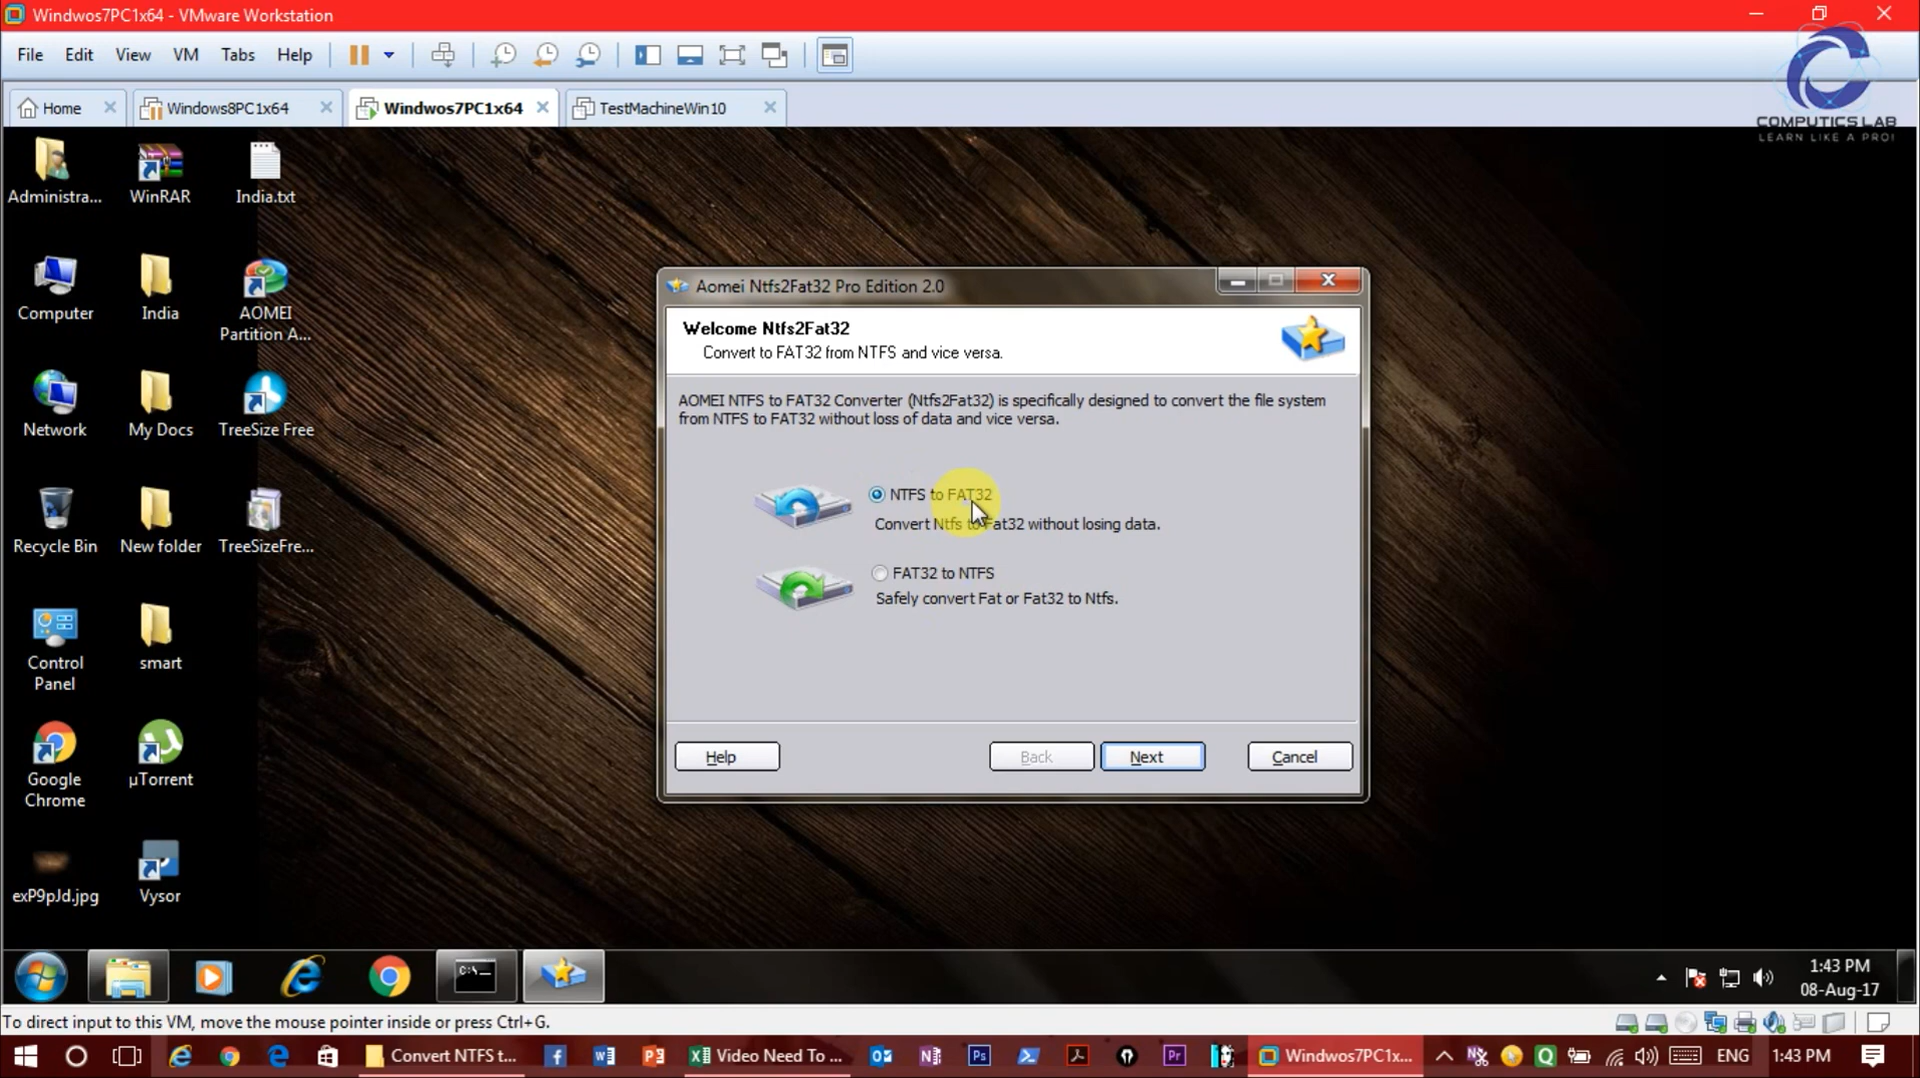 Windwos7PC1x64 - VMware Workstation
File Edit View VM Tabs Help
COMPUTICS LAB
LEARN LIKE A PRO!
Home Windows8PC1x64 Windwos7PC1x64 TestMachineWin10
Administra... WinRAR India.txt
Computer India AOMEI Partition A...
Network My Docs TreeSize Free
Recycle Bin New folder TreeSizeFre...
Control Panel smart
Google Chrome µTorrent
exP9pJd.jpg Vysor
Aomei Ntfs2Fat32 Pro Edition 2.0
Welcome Ntfs2Fat32
Convert to FAT32 from NTFS and vice versa.
AOMEI NTFS to FAT32 Converter (Ntfs2Fat32) is specifically designed to convert the file system
from NTFS to FAT32 without loss of data and vice versa.
NTFS to FAT32
Convert Ntfs to Fat32 without losing data.
FAT32 to NTFS
Safely convert Fat or Fat32 to Ntfs.
Help Back Next Cancel
C:\
1:43 PM
08-Aug-17
To direct input to this VM, move the mouse pointer inside or press Ctrl+G.
Convert NTFS t... Video Need To ... Windwos7PC1x... ENG 1:43 PM